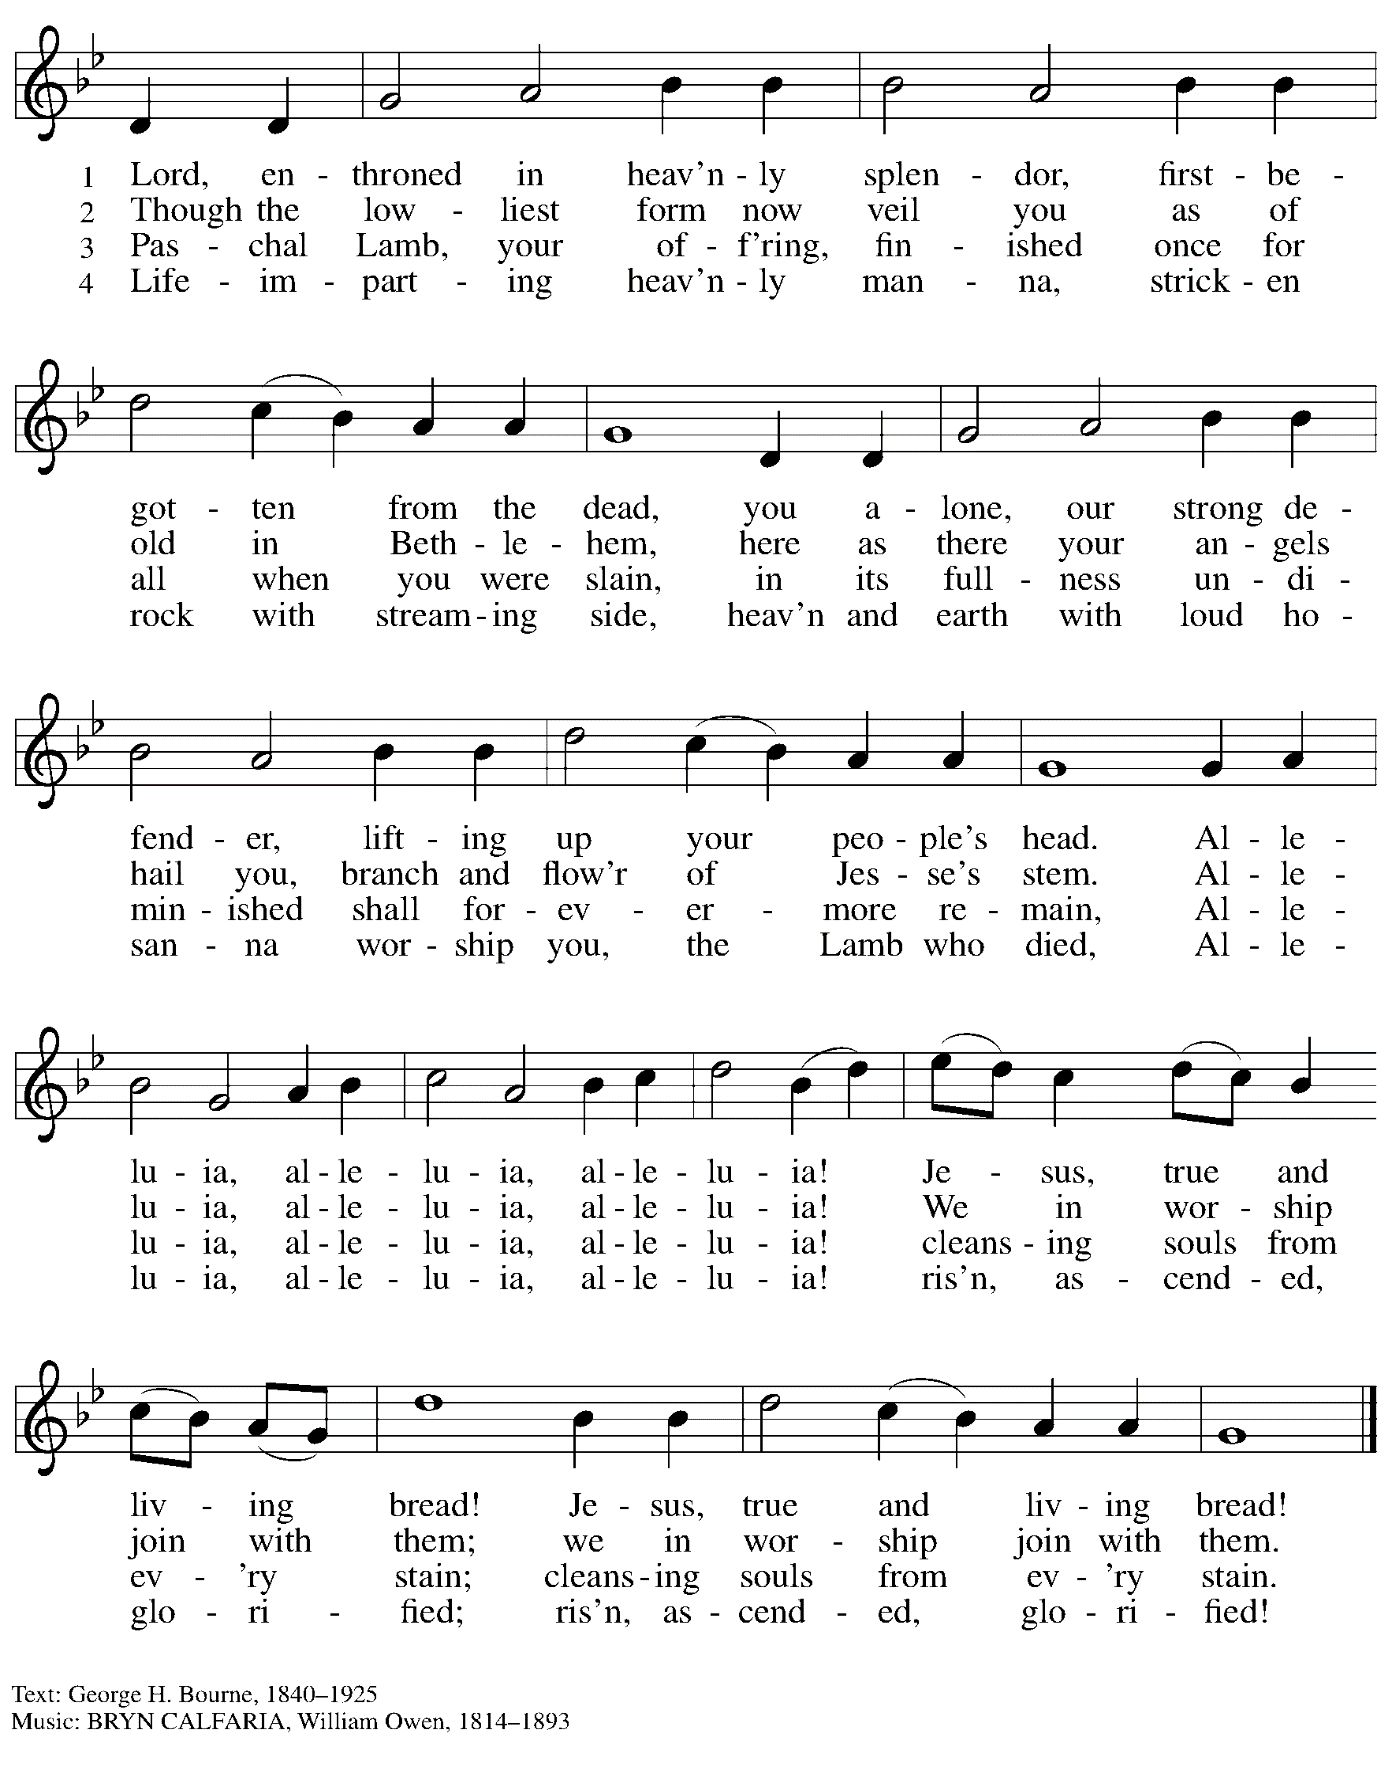 1 Lord, en - throned in heav'n - ly splen - dor, first - be -
2 Though the low - liest form now veil you as of
3 Pas - chal Lamb, your of - f'ring, fin - ished once for
4 Life - im - part - ing heav'n - ly man - na, strick - en
got - ten from the dead, you a - lone, our strong de -
old in Beth - le - hem, here as there your an - gels
all when you were slain, in its full - ness un - di -
rock with stream - ing side, heav'n and earth with loud ho -
fend - er, lift - ing up your peo - ple's head. Al - le -
hail you, branch and flow'r of Jes - se's stem. Al - le -
min - ished shall for - ev - er - more re - main, Al - le -
san - na wor - ship you, the Lamb who died, Al - le -
lu - ia, al - le - lu - ia, al - le - lu - ia! Je - sus, true and
lu - ia, al - le - lu - ia, al - le - lu - ia! We in wor - ship
lu - ia, al - le - lu - ia, al - le - lu - ia! cleans - ing souls from
lu - ia, al - le - lu - ia, al - le - lu - ia! ris'n, as - cend - ed,
liv - ing bread! Je - sus, true and liv - ing bread!
join with them; we in wor - ship join with them.
ev - 'ry stain; cleans - ing souls from ev - 'ry stain.
glo - ri - fied; ris'n, as - cend - ed, glo - ri - fied!
Text: George H. Bourne, 1840–1925
Music: BRYN CALFARIA, William Owen, 1814–1893